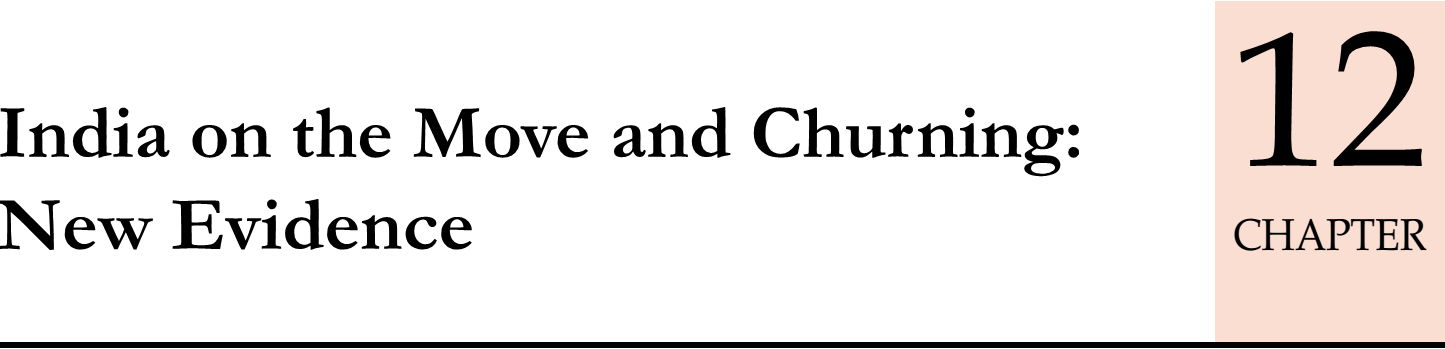 India on the Move and Churning:
New Evidence
12
CHAPTER